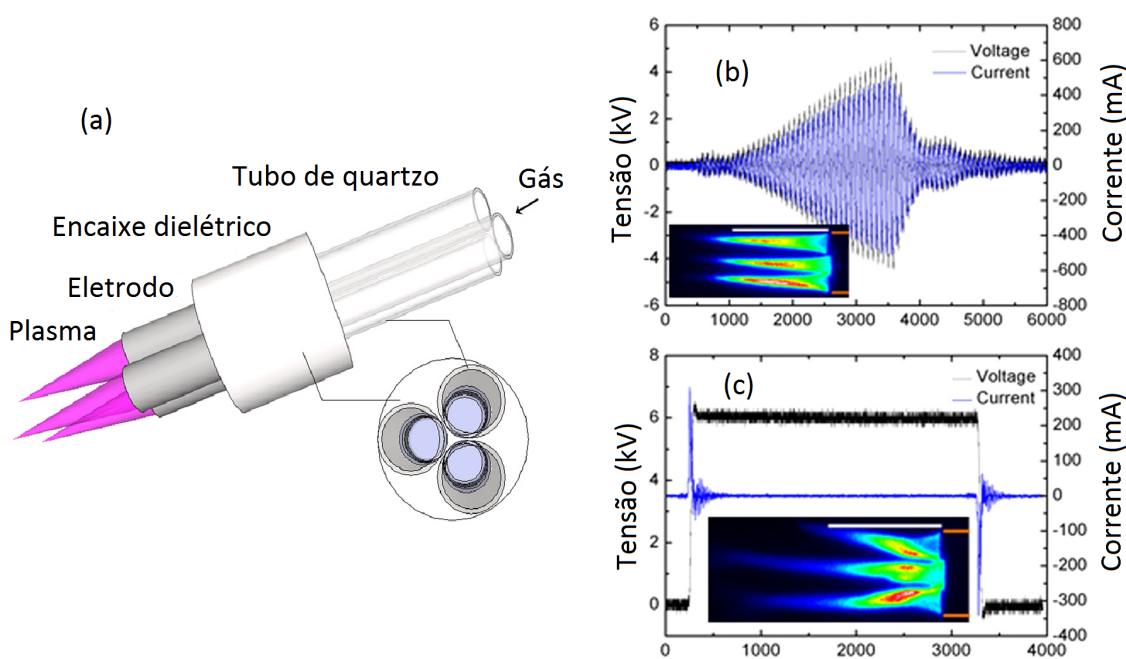 (a)
Tubo de quartzo
Gás
Encaixe dielétrico
Eletrodo
Plasma
(b)
Voltage
Current
Tensão (kV)
Corrente (mA)
6
4
2
0
-2
-4
-6
800
600
400
200
0
-200
-400
-600
-800
0 1000 2000 3000 4000 5000 6000
(c)
Voltage
Current
Tensão (kV)
Corrente (mA)
8
6
4
2
0
400
300
200
100
0
-100
-200
-300
-400
0 1000 2000 3000 4000